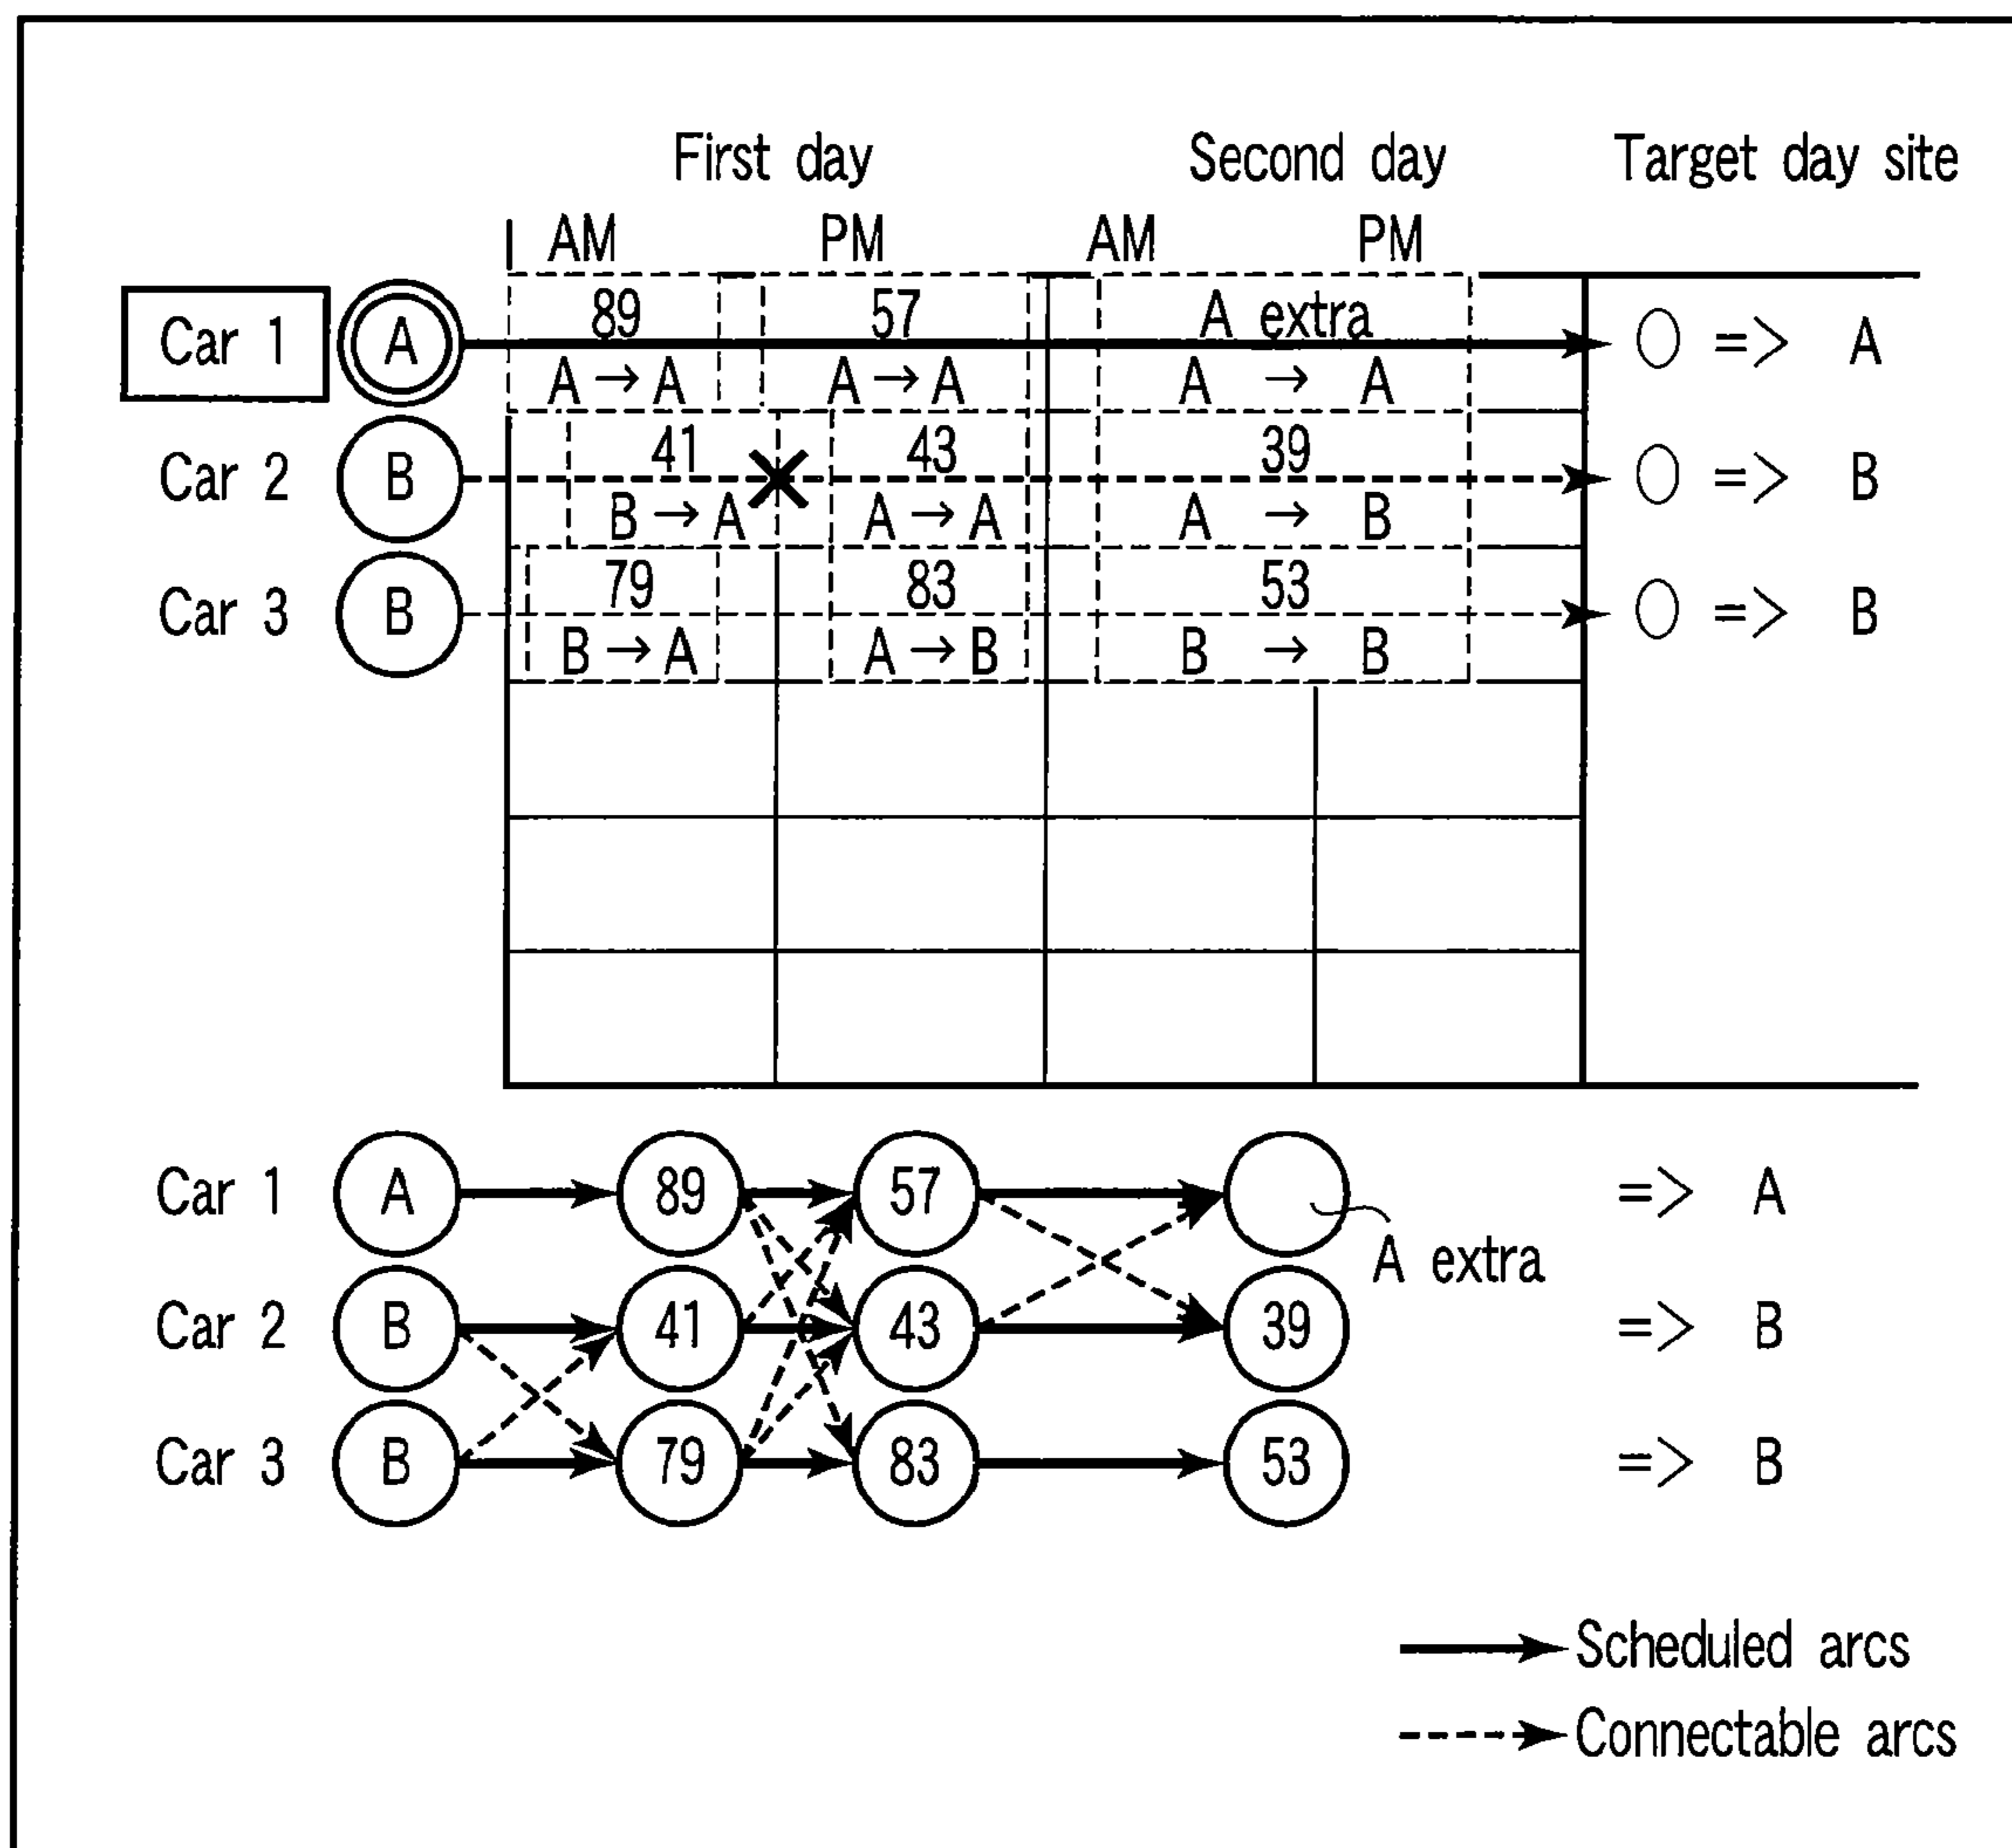 First day Second day Target day site
AM PM AM PM
89 57 A extra
Car 1 A ○ => A
A → A A → A A → A
41 43 39
Car 2 B ○ => B
B → A A → A A → B
79 83 53
Car 3 B ○ => B
B → A A → B B → B
Car 1 A 89 57 => A
A extra
Car 2 B 41 43 39 => B
Car 3 B 79 83 53 => B
Scheduled arcs
Connectable arcs